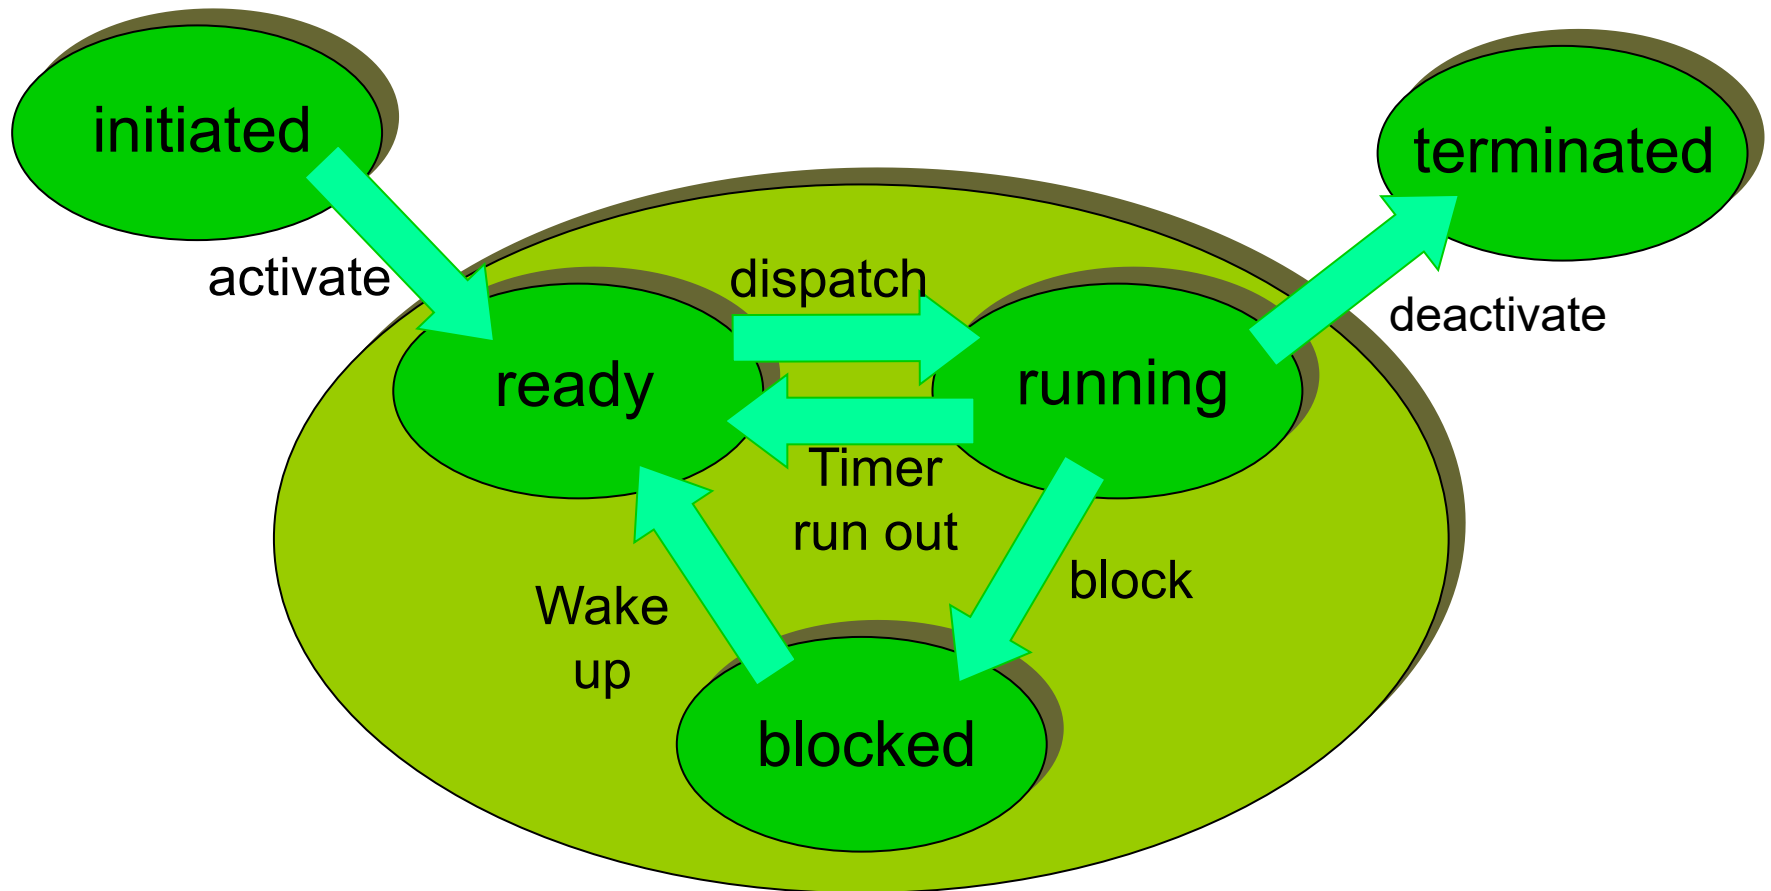 initiated
terminated
activate
dispatch
deactivate
ready
running
Timer
run out
block
Wake
up
blocked